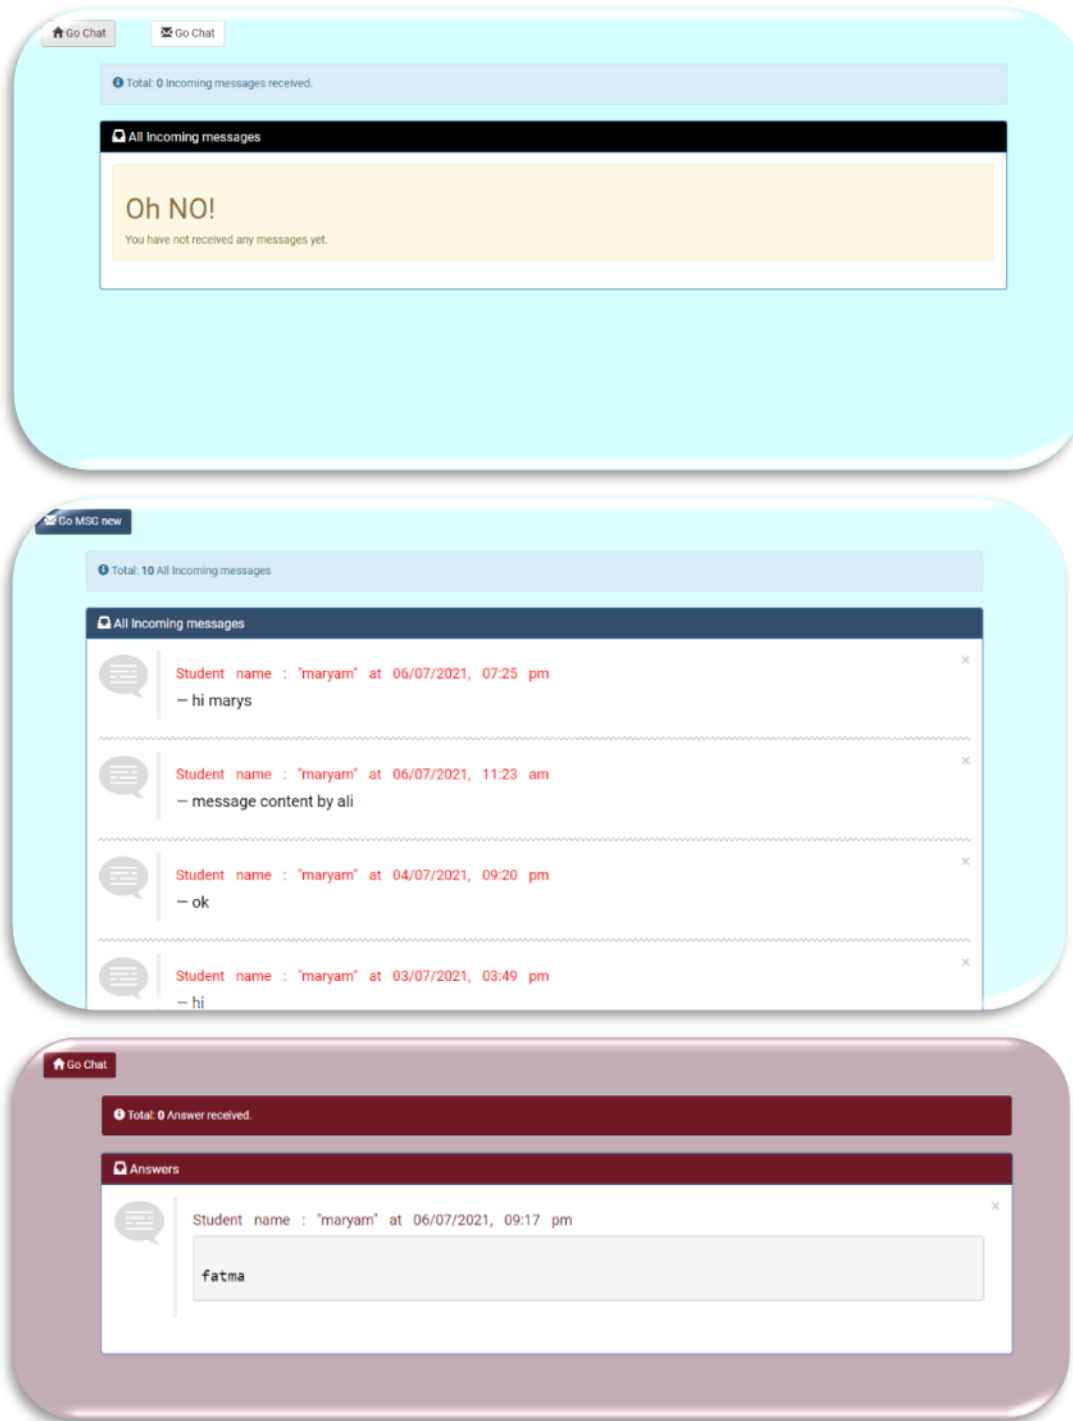 Go Chat Go Chat
Total: 0 Incoming messages received.
All Incoming messages
Oh NO!
You have not received any messages yet.
Go MSG new
Total: 10 All Incoming messages
All Incoming messages
Student name : "maryam" at 06/07/2021, 07:25 pm ×
— hi marys
Student name : "maryam" at 06/07/2021, 11:23 am ×
— message content by ali
Student name : "maryam" at 04/07/2021, 09:20 pm ×
— ok
Student name : "maryam" at 03/07/2021, 03:49 pm ×
— hi
Go Chat
Total: 0 Answer received.
Answers
Student name : "maryam" at 06/07/2021, 09:17 pm ×
fatma